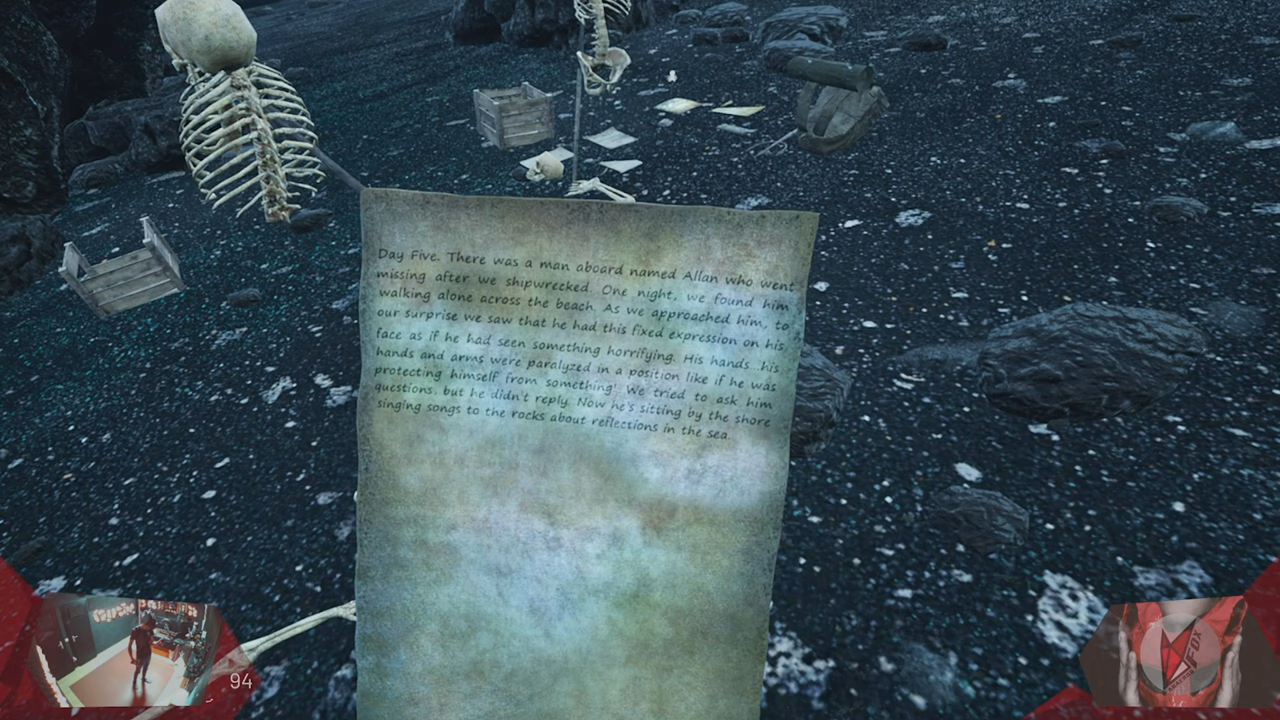 Day Five. There was a man aboard named Allan who went
missing after we shipwrecked. One night, we found him
walking alone across the beach. As we approached him, to
our surprise we saw that he had this fixed expression on his
face as if he had seen something horrifying. His hands...his
hands and arms were paralyzed in a position like if he was
protecting himself from something! We tried to ask him
questions, but he didn't reply. Now he's sitting by the shore
singing songs to the rocks about reflections in the sea.
94
FOX